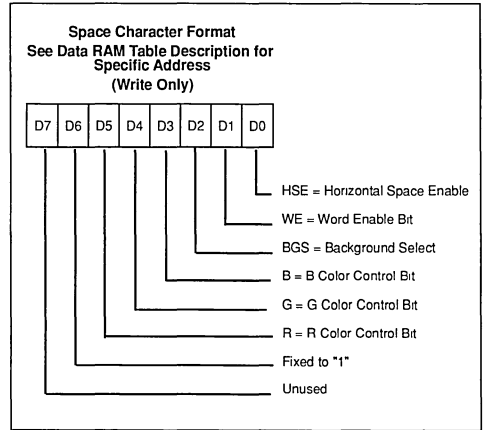 Space Character Format
See Data RAM Table Description for
Specific Address
(Write Only)
D7 D6 D5 D4 D3 D2 D1 D0
HSE = Horizontal Space Enable
WE = Word Enable Bit
BGS = Background Select
B = B Color Control Bit
G = G Color Control Bit
R = R Color Control Bit
Fixed to "1"
Unused